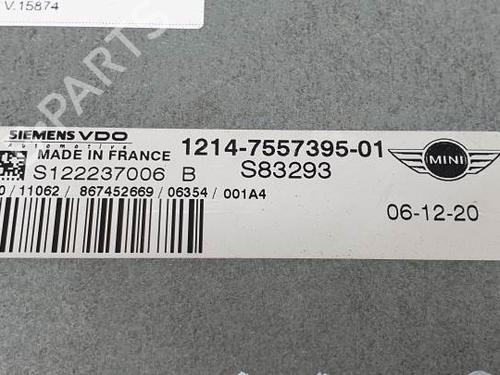 V.15874
PARTS
SIEMENS VDO
Automotive
MADE IN FRANCE
1214-7557395-01
MINI
S122237006 B
S83293
0/11062/867452669/06354/001A4
06-12-20